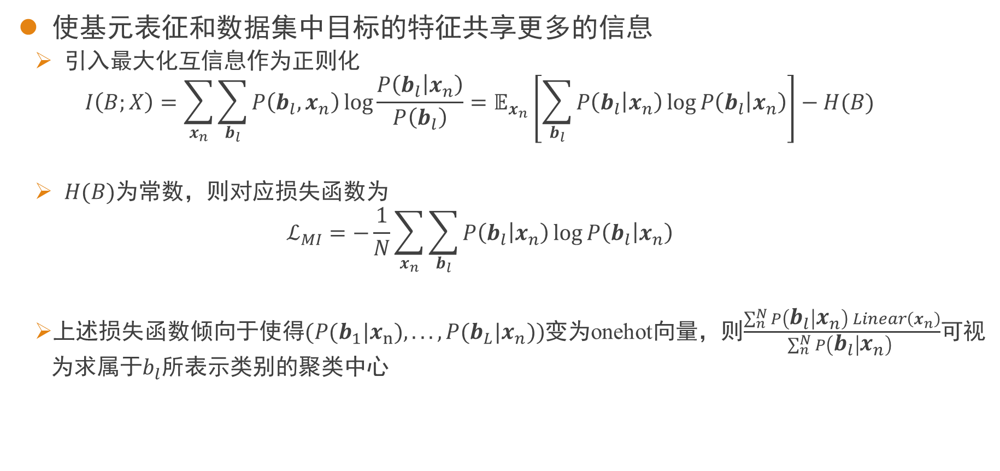 使基元表征和数据集中目标的特征共享更多的信息
引入最大化互信息作为正则化
$I(B;X)=\sum_{\boldsymbol{x}_n}\sum_{\boldsymbol{b}_l}P(\boldsymbol{b}_l,\boldsymbol{x}_n)\log\frac{P(\boldsymbol{b}_l|\boldsymbol{x}_n)}{P(\boldsymbol{b}_l)}=\mathbb{E}_{\boldsymbol{x}_n}\left[\sum_{\boldsymbol{b}_l}P(\boldsymbol{b}_l|\boldsymbol{x}_n)\log P(\boldsymbol{b}_l|\boldsymbol{x}_n)\right]-H(B)$
$H(B)$为常数，则对应损失函数为
$\mathcal{L}_{MI}=-\frac{1}{N}\sum_{\boldsymbol{x}_n}\sum_{\boldsymbol{b}_l}P(\boldsymbol{b}_l|\boldsymbol{x}_n)\log P(\boldsymbol{b}_l|\boldsymbol{x}_n)$
上述损失函数倾向于使得$(P(\boldsymbol{b}_1|\boldsymbol{x}_\mathrm{n}),...,P(\boldsymbol{b}_L|\boldsymbol{x}_n))$变为onehot向量，则$\frac{\sum_n^N P(\boldsymbol{b}_l|\boldsymbol{x}_n)\,Linear(\boldsymbol{x}_n)}{\sum_n^N P(\boldsymbol{b}_l|\boldsymbol{x}_n)}$可视
为求属于$b_l$所表示类别的聚类中心